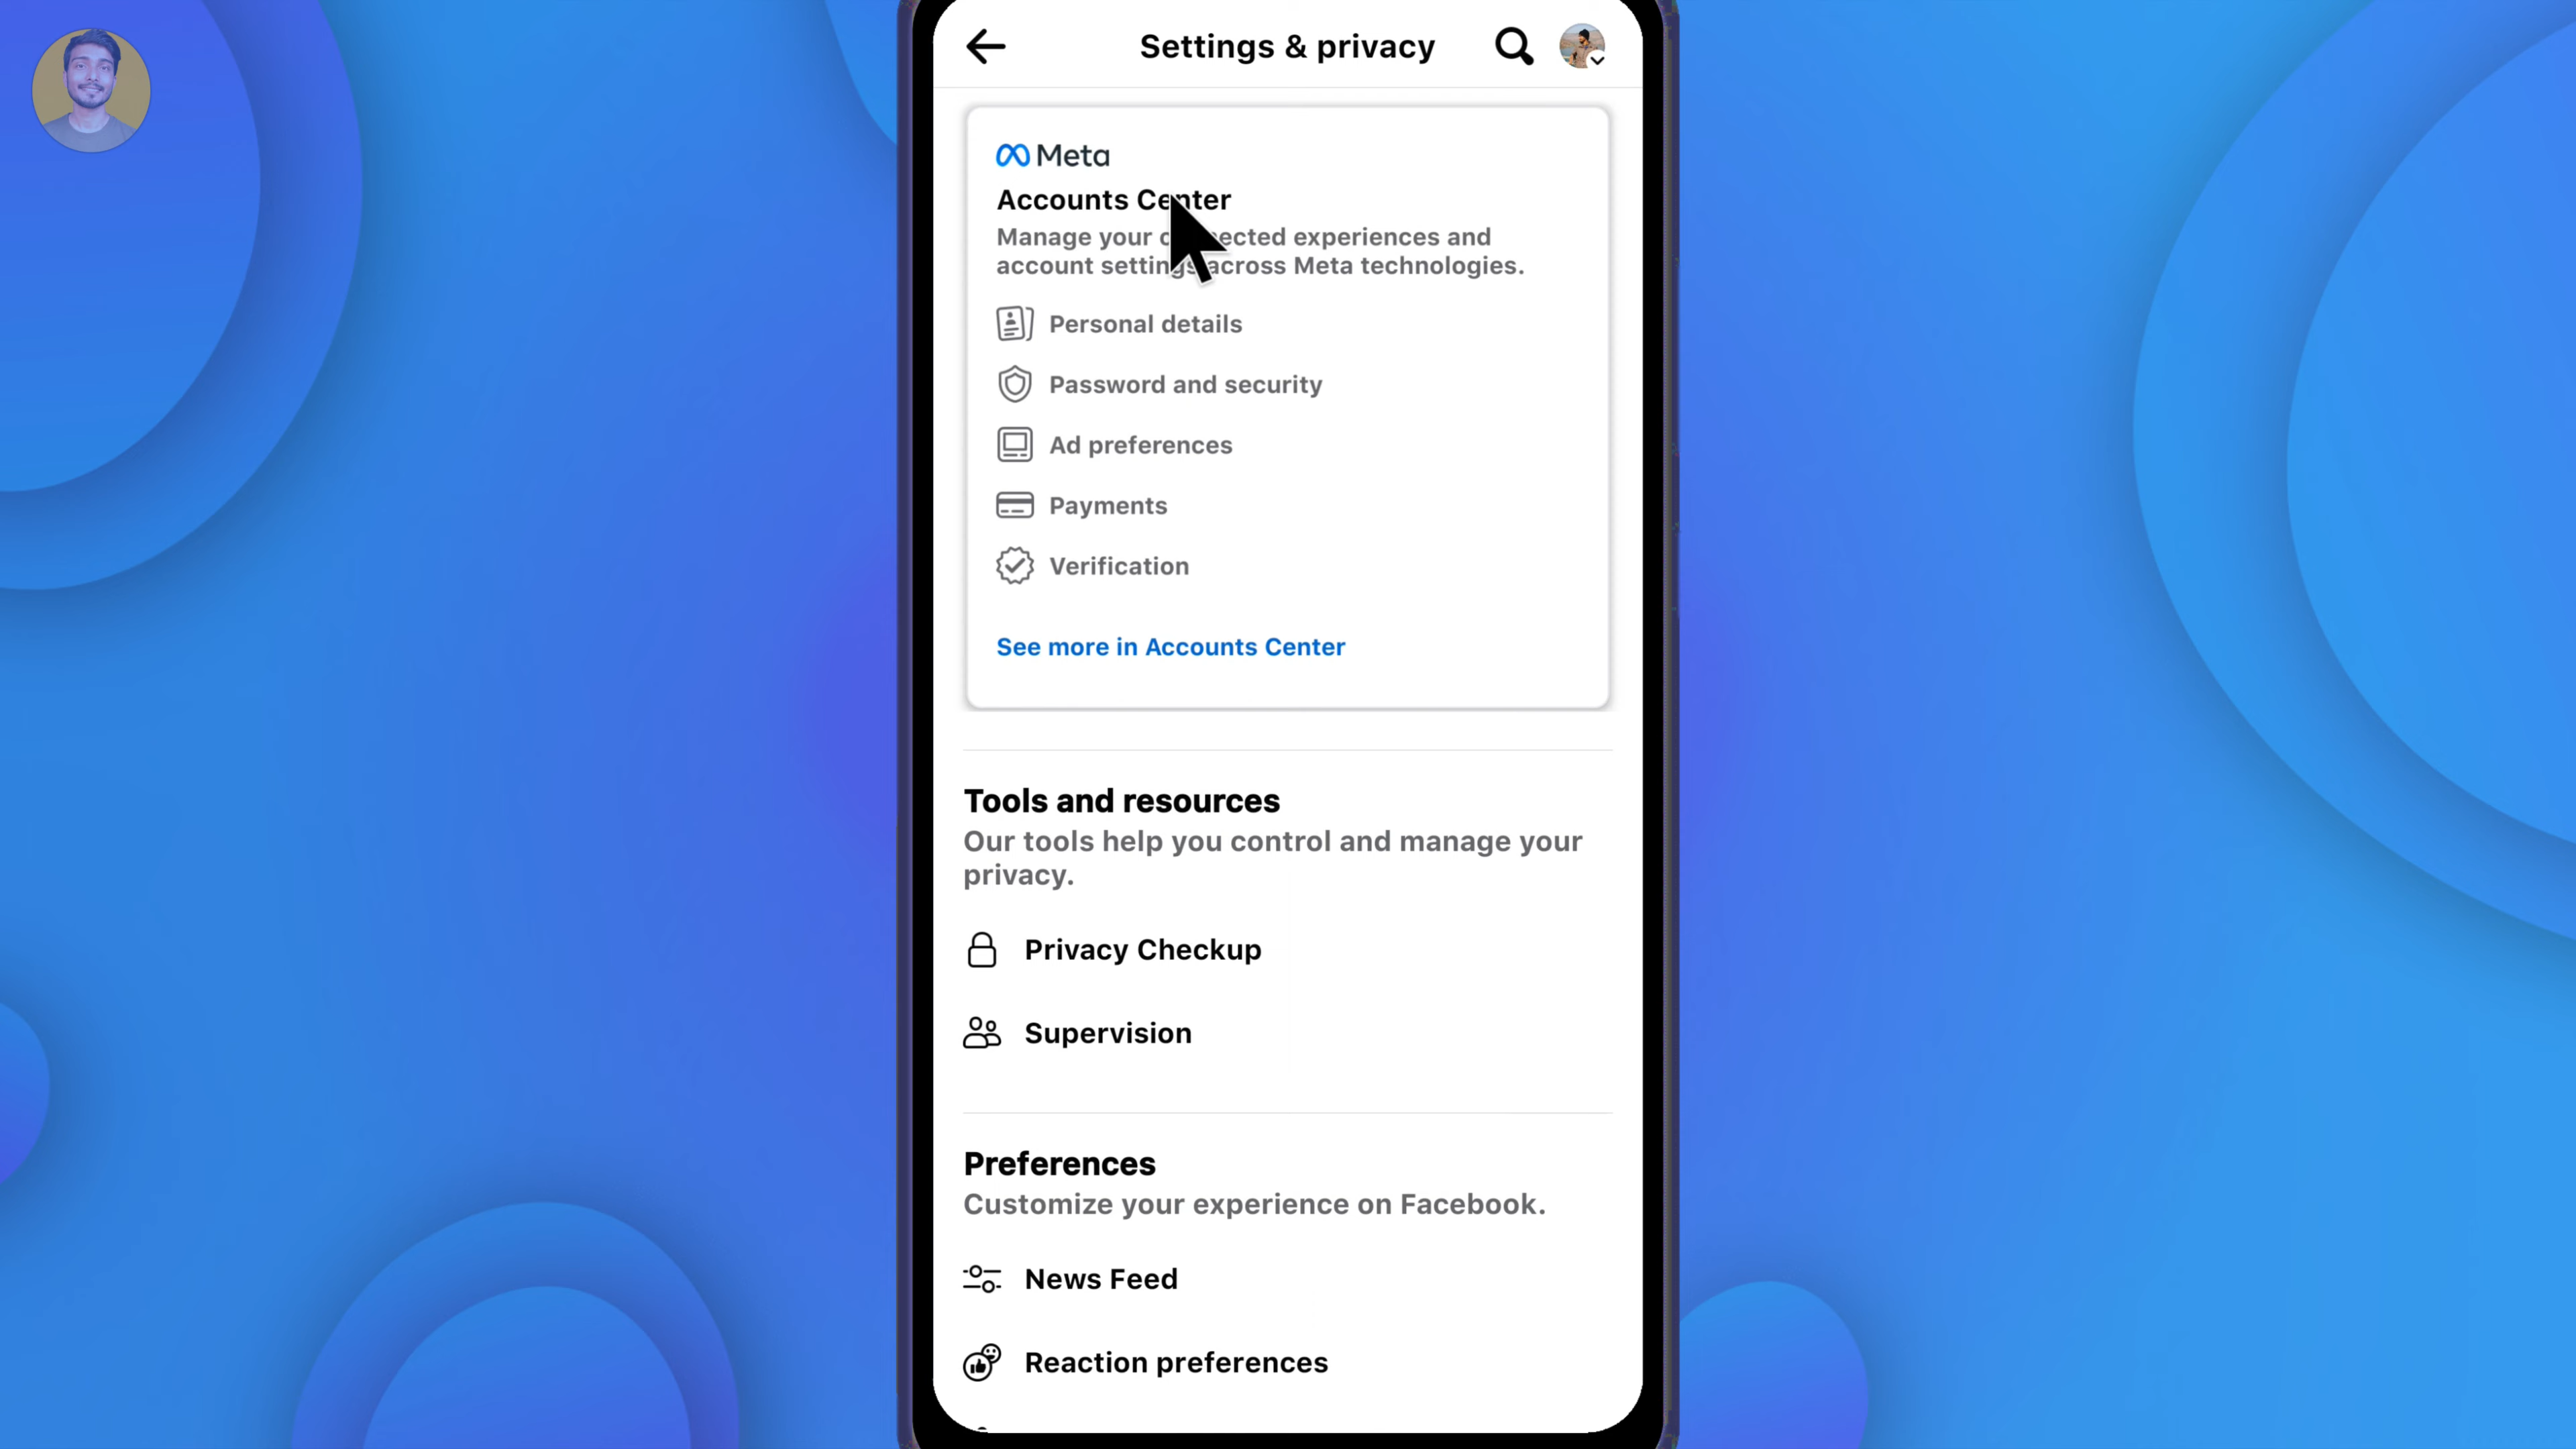 Settings & privacy
Meta
Accounts Center
Manage your connected experiences and
account settings across Meta technologies.
Personal details
Password and security
Ad preferences
Payments
Verification
See more in Accounts Center
Tools and resources
Our tools help you control and manage your
privacy.
Privacy Checkup
Supervision
Preferences
Customize your experience on Facebook.
News Feed
Reaction preferences